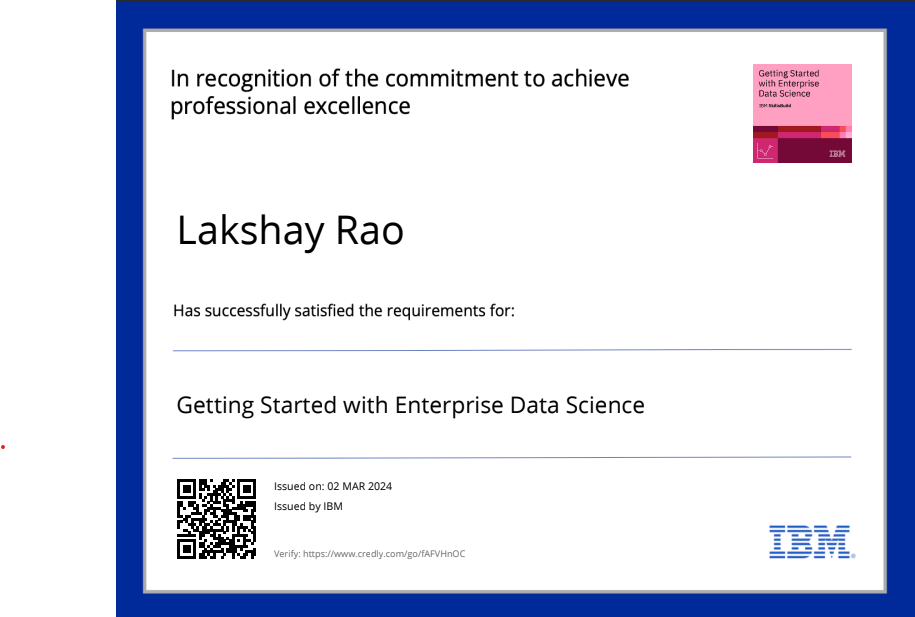 In recognition of the commitment to achieve
professional excellence
Getting Started
with Enterprise
Data Science
IBM SkillsBuild
IBM
Lakshay Rao
Has successfully satisfied the requirements for:
Getting Started with Enterprise Data Science
Issued on: 02 MAR 2024
Issued by IBM
Verify: https://www.credly.com/go/fAFVHnOC
IBM®